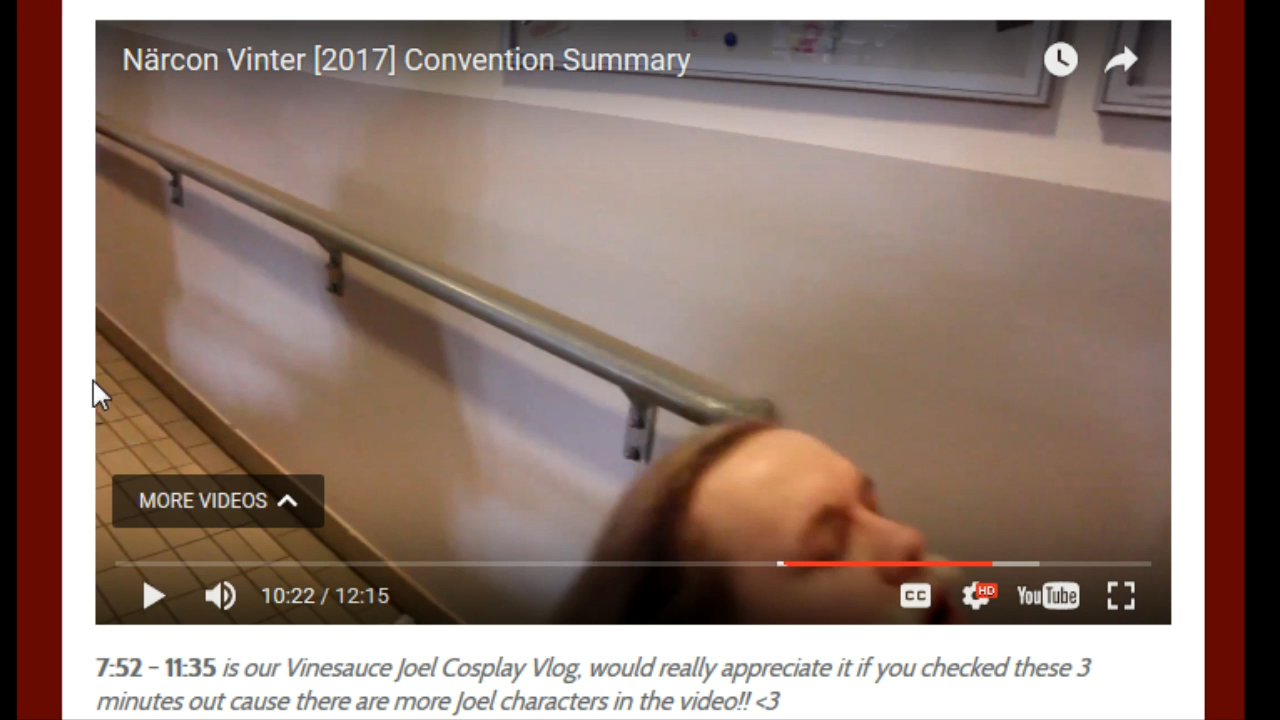 Närcon Vinter [2017] Convention Summary
MORE VIDEOS
10:22 / 12:15
CC
HD
YouTube
7:52 - 11:35 is our Vinesauce Joel Cosplay Vlog, would really appreciate it if you checked these 3
minutes out cause there are more Joel characters in the video!! <3